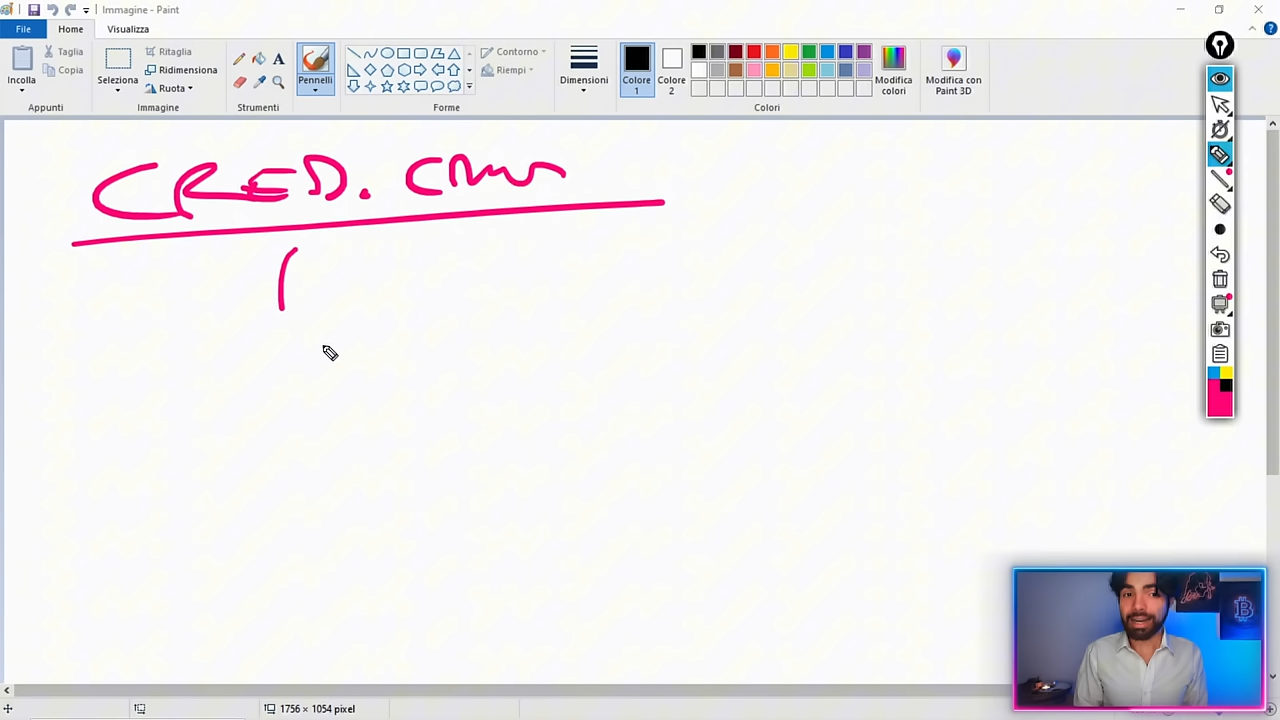 Immagine - Paint
File Home Visualizza
Incolla Taglia Copia Appunti
Seleziona Ritaglia Ridimensiona Ruota Immagine
A Strumenti
Pennelli
Contorno Riempi Forme
Dimensioni
Colore 1 Colore 2 Modifica colori Colori
Modifica con Paint 3D
CRED.
1756 × 1054 pixel